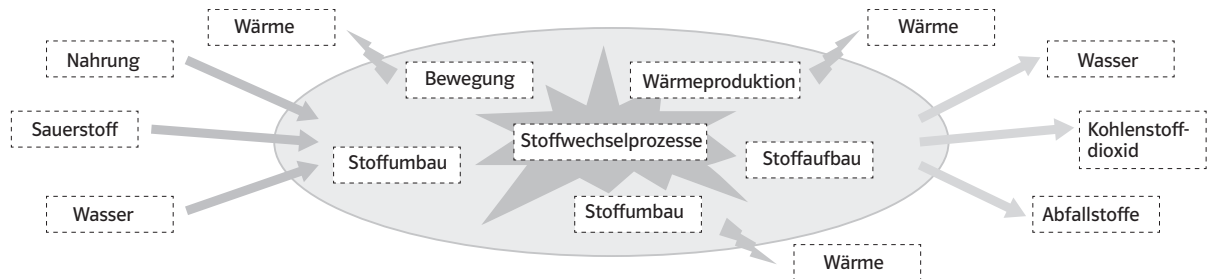 Wärme
Wärme
Nahrung
Wasser
Bewegung
Wärmeproduktion
Sauerstoff
Stoffwechselprozesse
Kohlenstoff-
dioxid
Stoffumbau
Stoffaufbau
Wasser
Stoffumbau
Abfallstoffe
Wärme